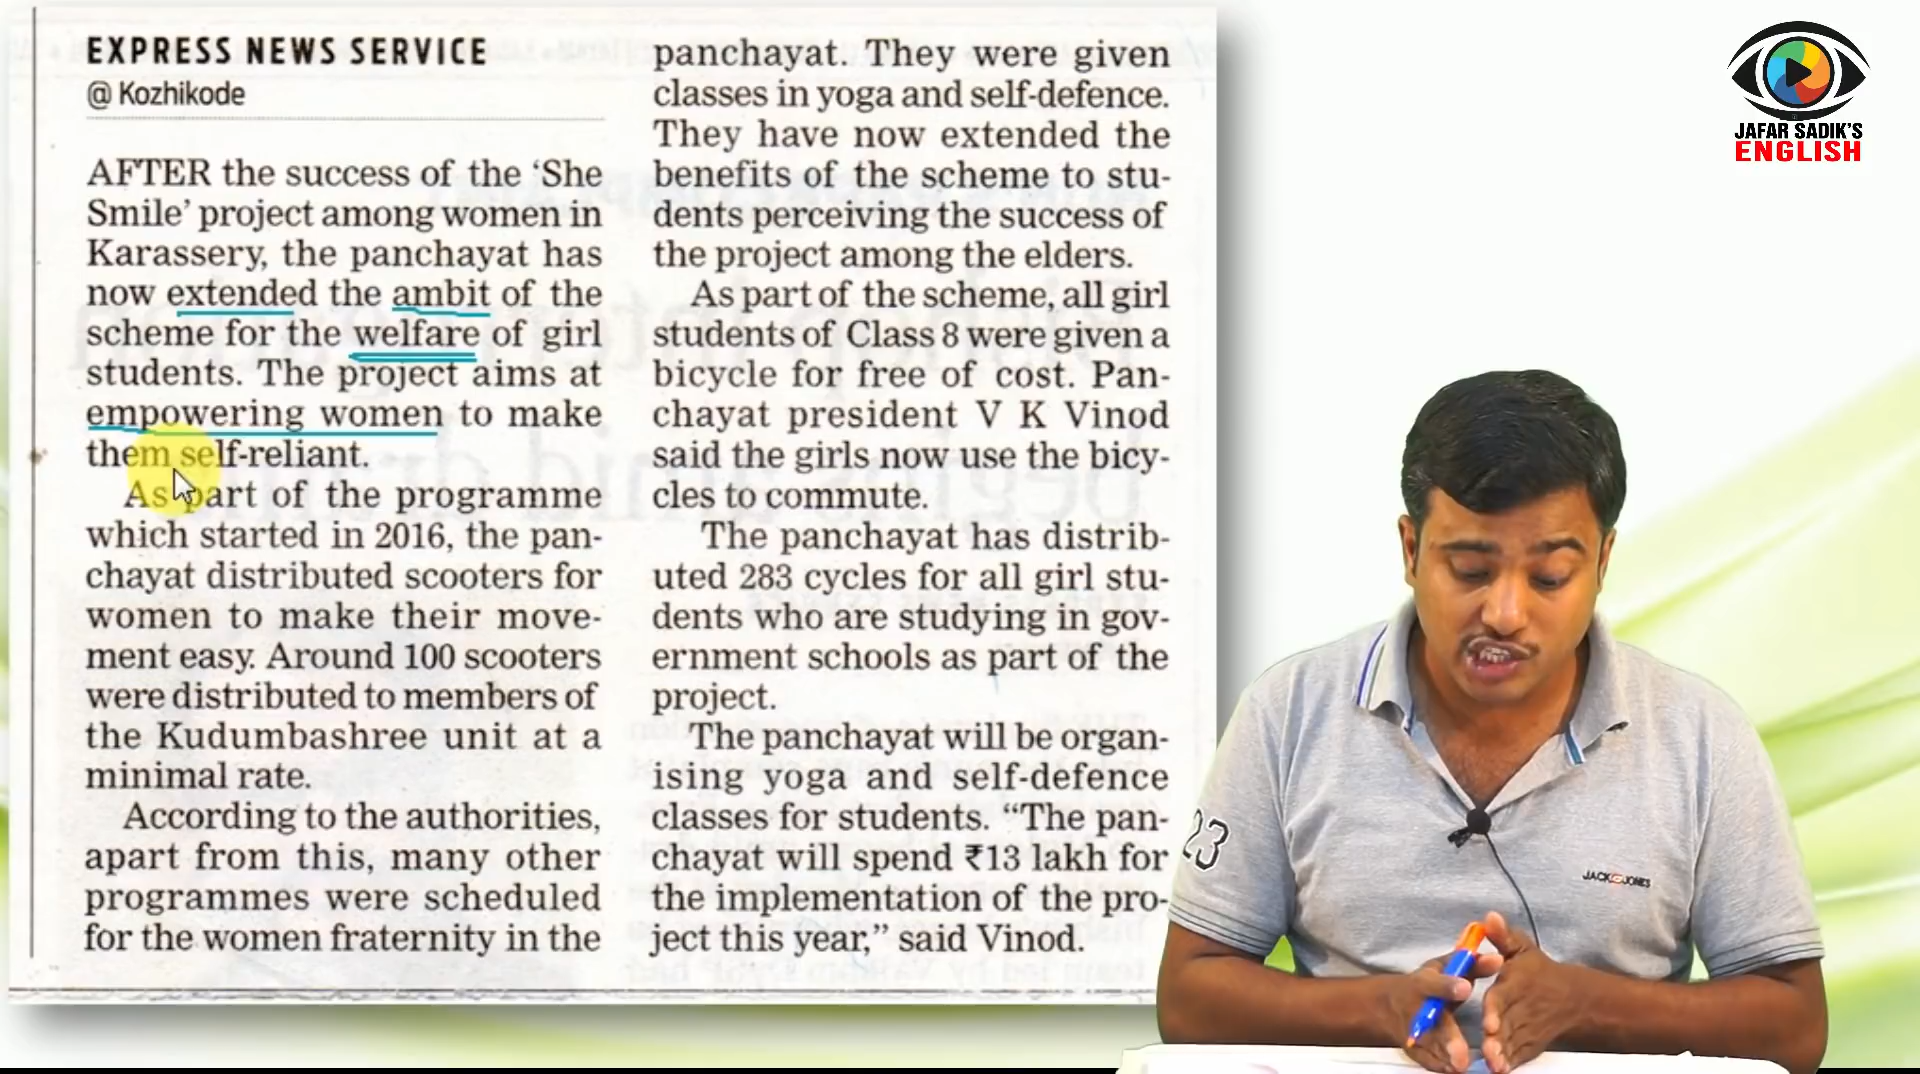 EXPRESS NEWS SERVICE
@ Kozhikode
AFTER the success of the ‘She
Smile’ project among women in
Karassery, the panchayat has
now extended the ambit of the
scheme for the welfare of girl
students. The project aims at
empowering women to make
them self-reliant.
As part of the programme
which started in 2016, the pan-
chayat distributed scooters for
women to make their move-
ment easy. Around 100 scooters
were distributed to members of
the Kudumbashree unit at a
minimal rate.
According to the authorities,
apart from this, many other
programmes were scheduled
for the women fraternity in the
panchayat. They were given
classes in yoga and self-defence.
They have now extended the
benefits of the scheme to stu-
dents perceiving the success of
the project among the elders.
As part of the scheme, all girl
students of Class 8 were given a
bicycle for free of cost. Pan-
chayat president V K Vinod
said the girls now use the bicy-
cles to commute.
The panchayat has distrib-
uted 283 cycles for all girl stu-
dents who are studying in gov-
ernment schools as part of the
project.
The panchayat will be organ-
ising yoga and self-defence
classes for students. “The pan-
chayat will spend ₹13 lakh for
the implementation of the pro-
ject this year,” said Vinod.
JAFAR SADIK'S
ENGLISH
23
JACK & JONES